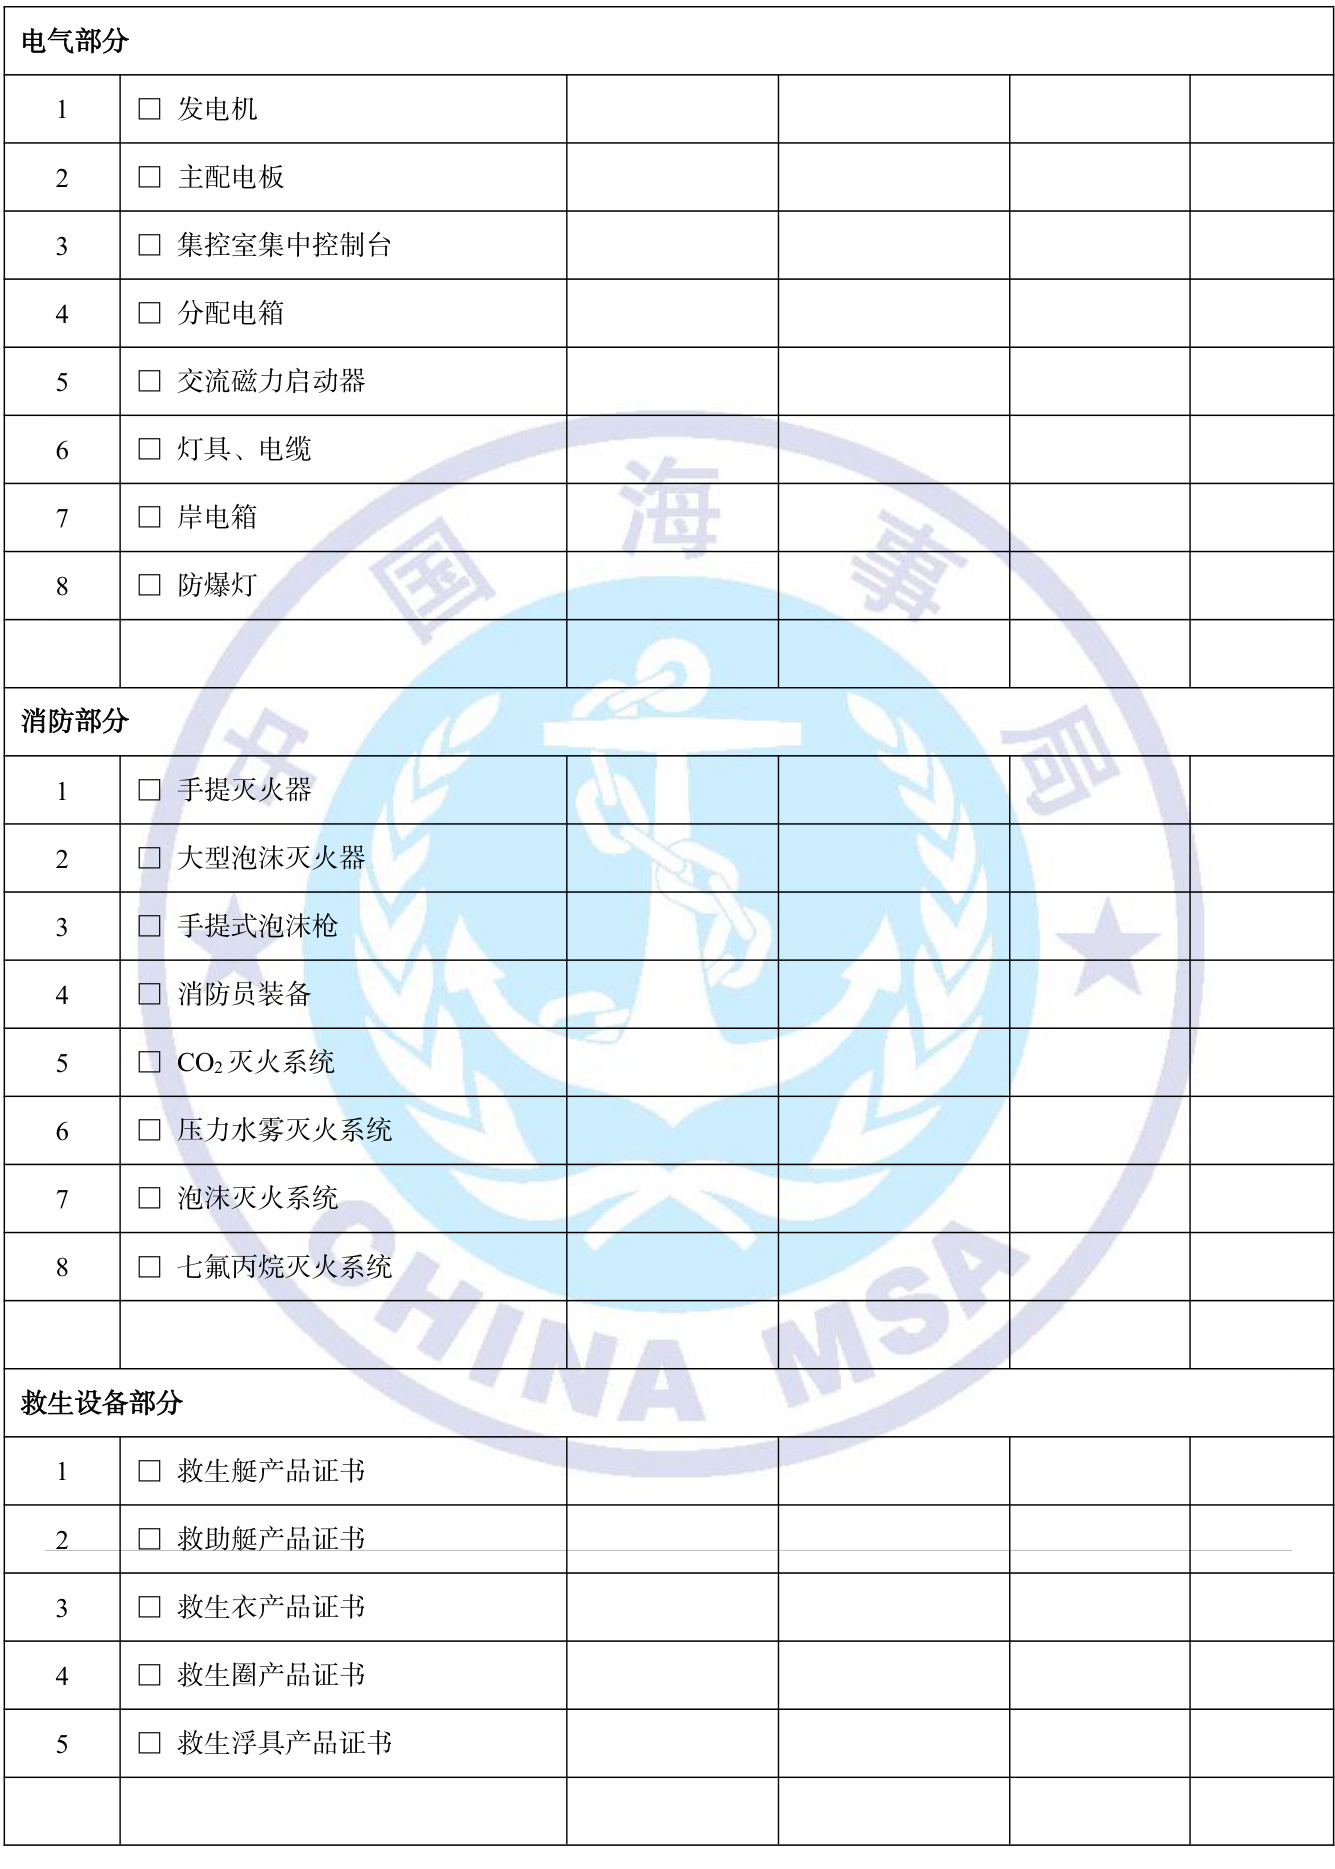 电气部分
1 □ 发电机
2 □ 主配电板
3 □ 集控室集中控制台
4 □ 分配电箱
5 □ 交流磁力启动器
6 □ 灯具、电缆
7 □ 岸电箱
8 □ 防爆灯
消防部分
1 □ 手提灭火器
2 □ 大型泡沫灭火器
3 □ 手提式泡沫枪
4 □ 消防员装备
5 □ CO₂灭火系统
6 □ 压力水雾灭火系统
7 □ 泡沫灭火系统
8 □ 七氟丙烷灭火系统
救生设备部分
1 □ 救生艇产品证书
2 □ 救助艇产品证书
3 □ 救生衣产品证书
4 □ 救生圈产品证书
5 □ 救生浮具产品证书
中国海事局
CHINA MSA